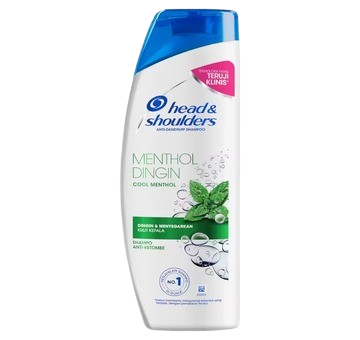 TERUJI
KLINIS*
head &
shoulders
ANTI-DANDRUFF SHAMPOO
MENTHOL
DINGIN
COOL MENTHOL
DINGIN & MENYEGARKAN
KULIT KEPALA
SHAMPO
ANTI-KETOMBE
NO.1